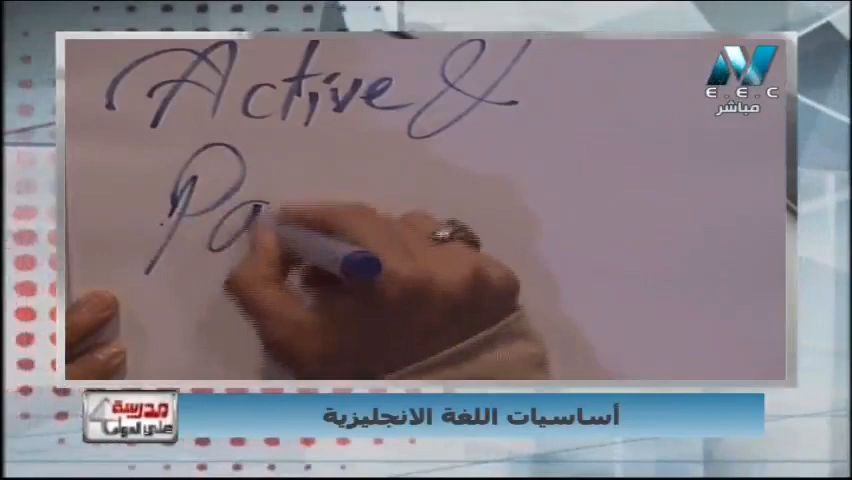 Active &
Pa
E.E.C
مباشر
مدرسة
على الهواء
أساسيات اللغة الانجليزية